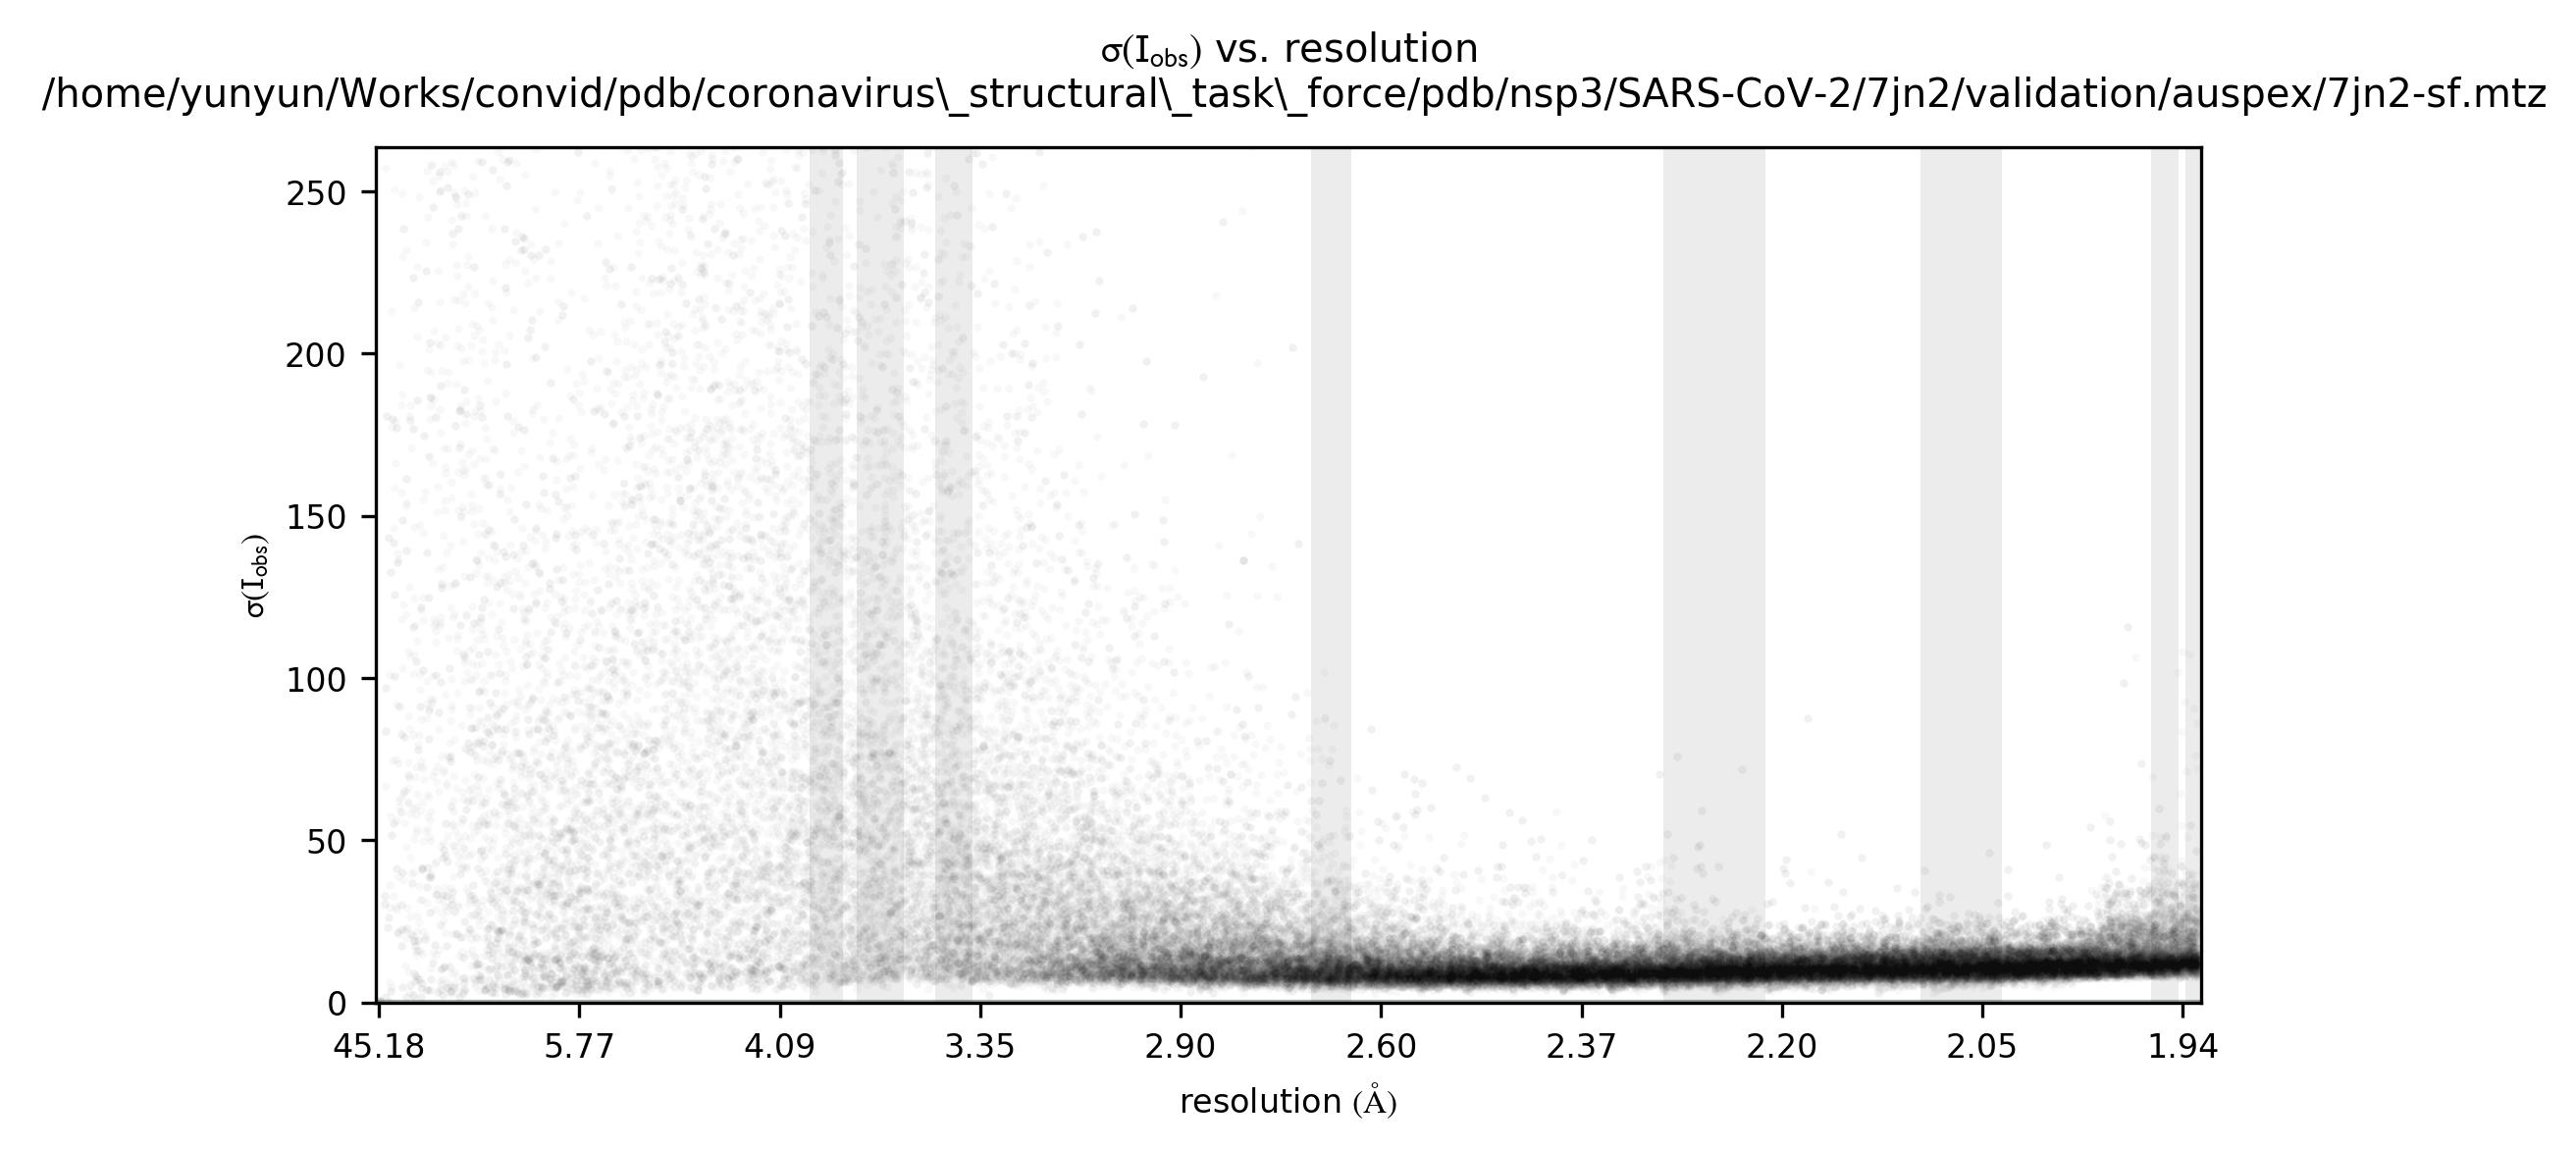 σ(Iobs) vs. resolution
/home/yunyun/Works/convid/pdb/coronavirus\_structural\_task\_force/pdb/nsp3/SARS-CoV-2/7jn2/validation/auspex/7jn2-sf.mtz
250
200
150
100
50
0
σ(Iobs)
45.18 5.77 4.09 3.35 2.90 2.60 2.37 2.20 2.05 1.94
resolution (Å)